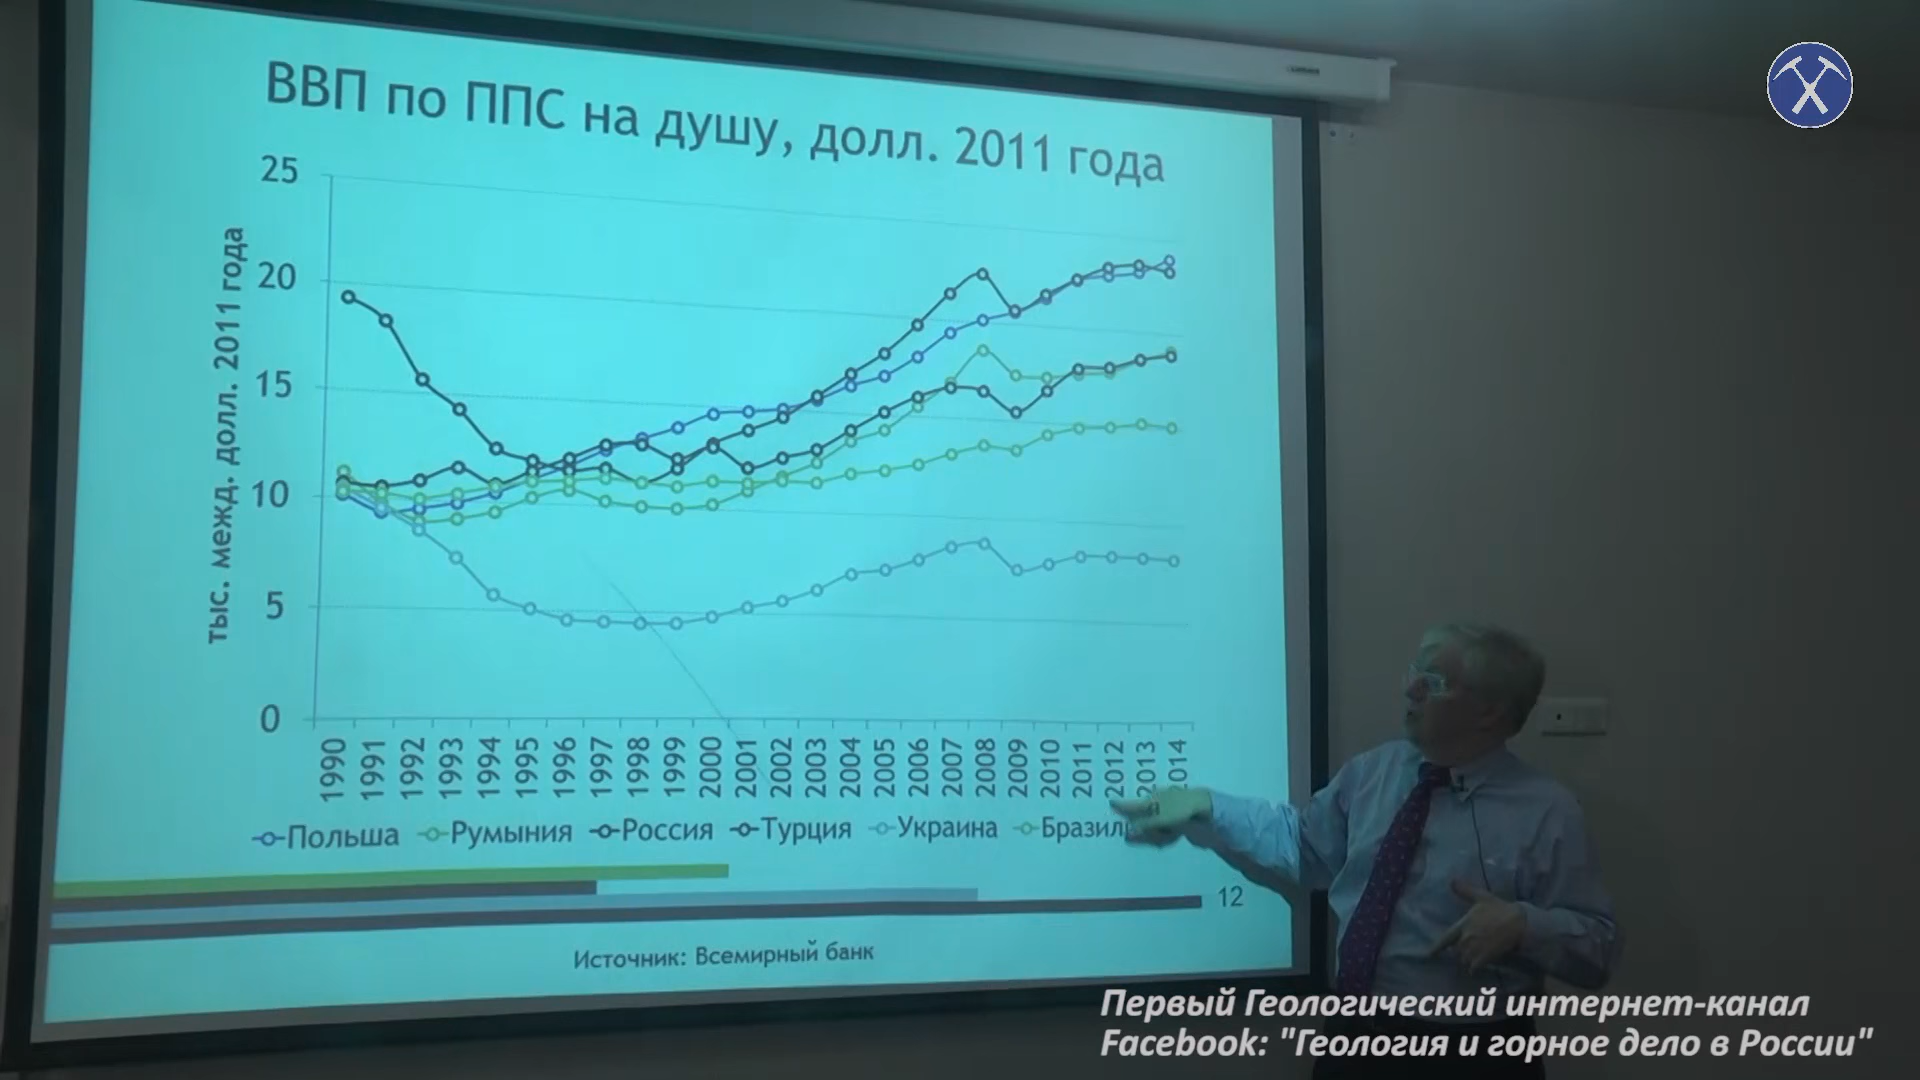 ВВП по ППС на душу, долл. 2011 года
тыс. межд. долл. 2011 года
25
20
15
10
5
0
1990 1991 1992 1993 1994 1995 1996 1997 1998 1999 2000 2001 2002 2003 2004 2005 2006 2007 2008 2009 2010 2011 2012 2013 2014
Польша Румыния Россия Турция Украина
12
Источник: Всемирный банк
Первый Геологический интернет-канал
Facebook: "Геология и горное дело в России"